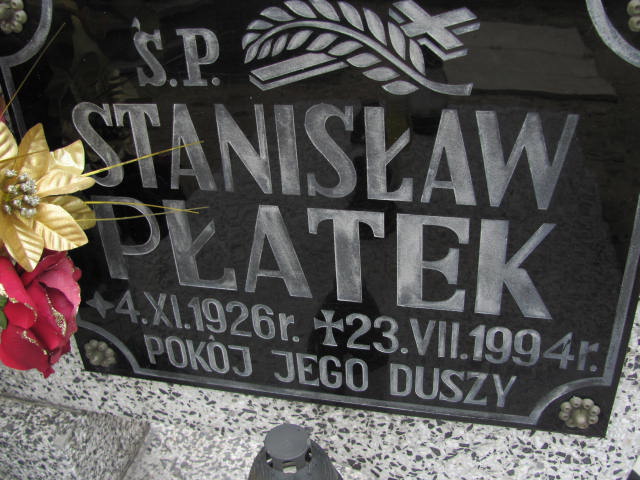 Ś.P.
STANISŁAW
PŁATEK
4.XI.1926r. 23.VII.1994r.
POKÓJ JEGO DUSZY